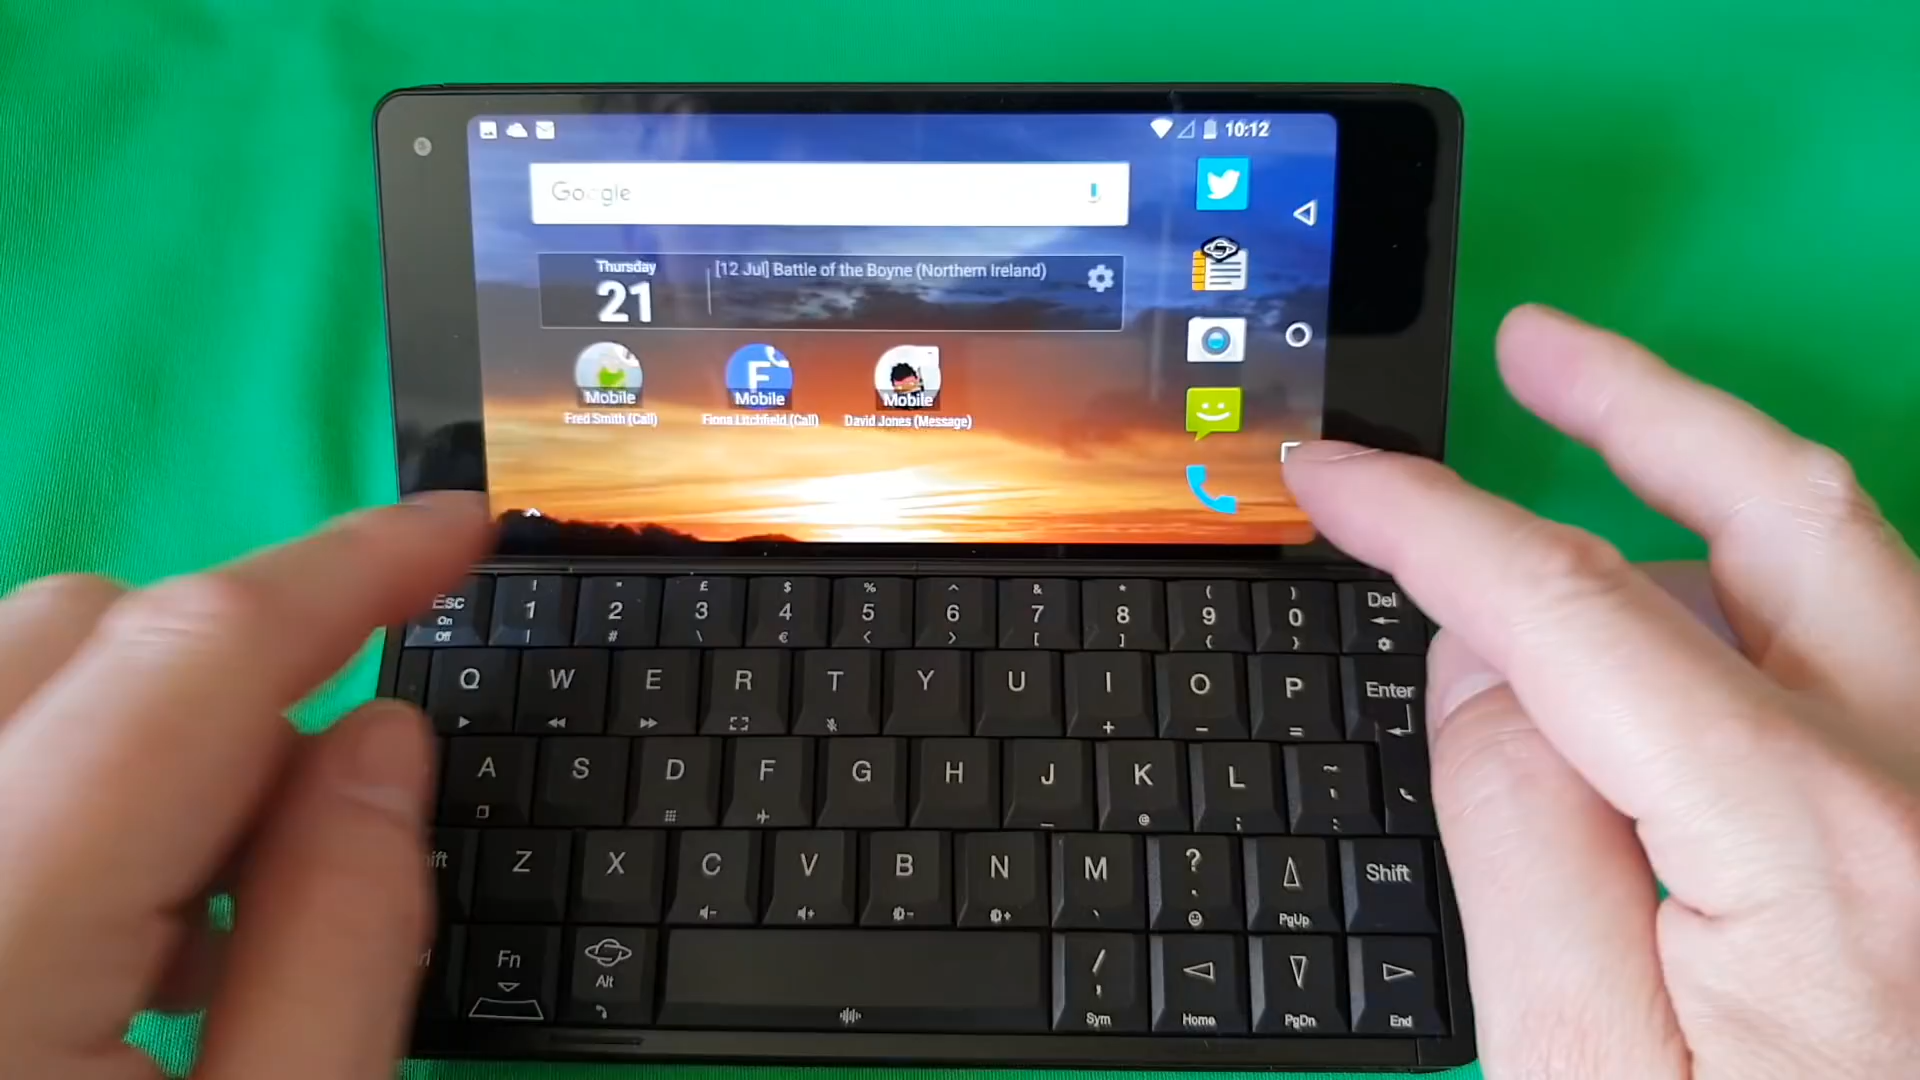 10:12
Google
Thursday
21
[12 Jul] Battle of the Boyne (Northern Ireland)
F
Mobile
Mobile
Mobile
Fred Smith (Call)
Fiona Litchfield (Call)
David Jones (Message)
Esc
On
Off
! 1 |
" 2 #
£ 3 \
$ 4 €
% 5 <
^ 6 >
& 7 [
* 8 ]
( 9 {
) 0 }
Del
Q W E R T Y U I O P Enter
+ - =
A S D F G H J K L ~ '
_ @ ; :
ift Z X C V B N M ? . Shift
PgUp
rl Fn Alt / ,
Sym Home PgDn End